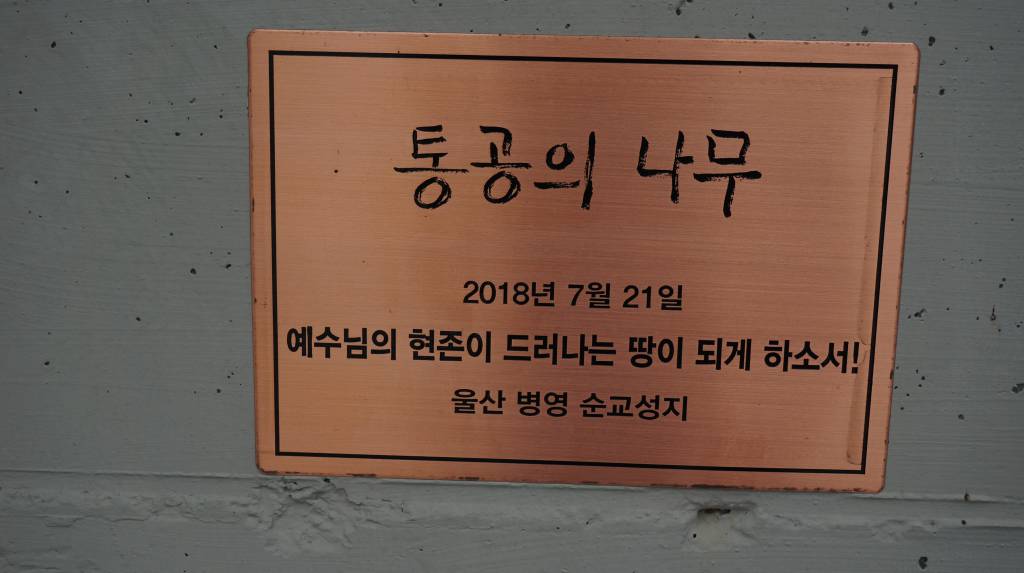 통공의 나무
2018년 7월 21일
예수님의 현존이 드러나는 땅이 되게 하소서!
울산 병영 순교성지